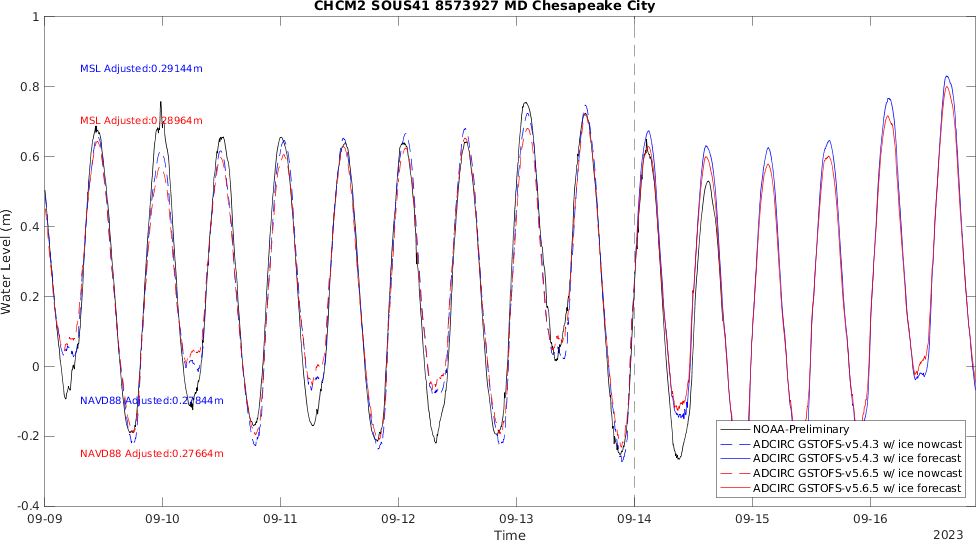 CHCM2 SOUS41 8573927 MD Chesapeake City
Water Level (m)
1
0.8
0.6
0.4
0.2
0
-0.2
-0.4
MSL Adjusted:0.29144m
MSL Adjusted:0.28964m
NAVD88 Adjusted:0.27844m
NAVD88 Adjusted:0.27664m
NOAA-Preliminary
ADCIRC GSTOFS-v5.4.3 w/ ice nowcast
ADCIRC GSTOFS-v5.4.3 w/ ice forecast
ADCIRC GSTOFS-v5.6.5 w/ ice nowcast
ADCIRC GSTOFS-v5.6.5 w/ ice forecast
09-09 09-10 09-11 09-12 09-13 09-14 09-15 09-16
Time
2023